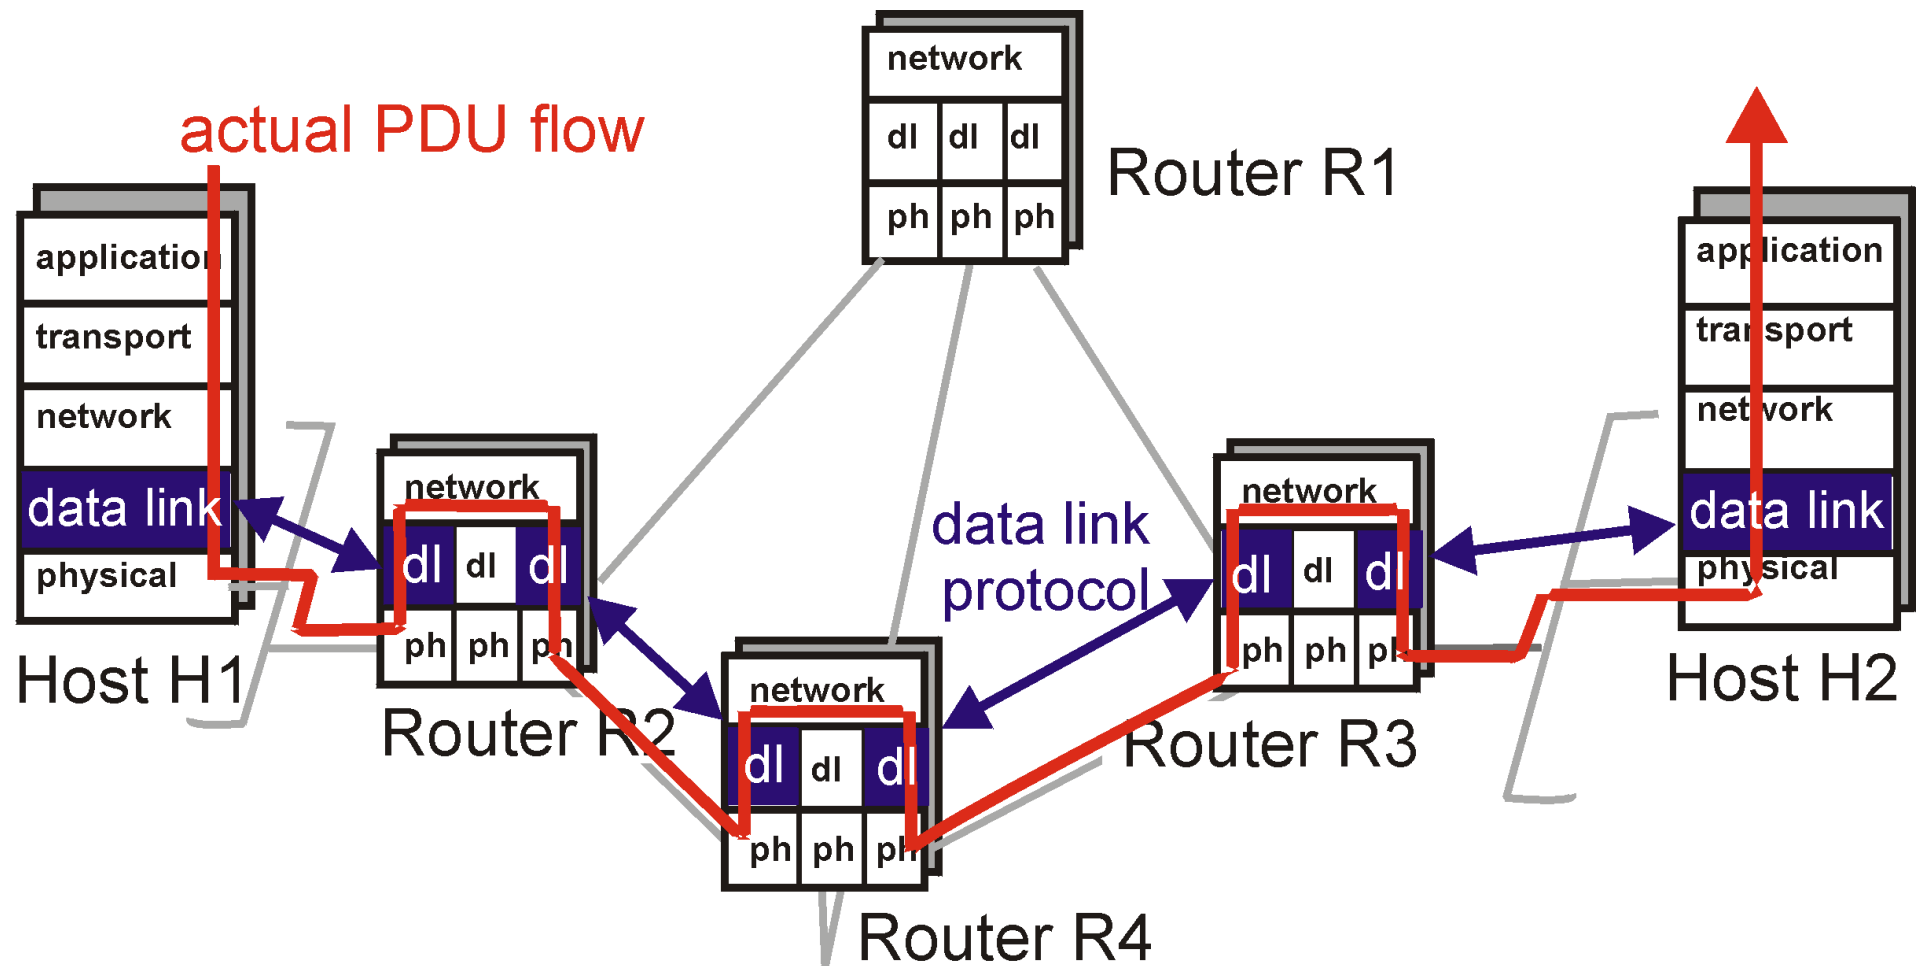 network
dl dl dl
ph ph ph
Router R1
actual PDU flow
application
transport
network
data link
physical
Host H1
network
dl dl dl
ph ph ph
Router R2
network
dl dl dl
ph ph ph
Router R4
data link
protocol
network
dl dl dl
ph ph ph
Router R3
application
transport
network
data link
physical
Host H2